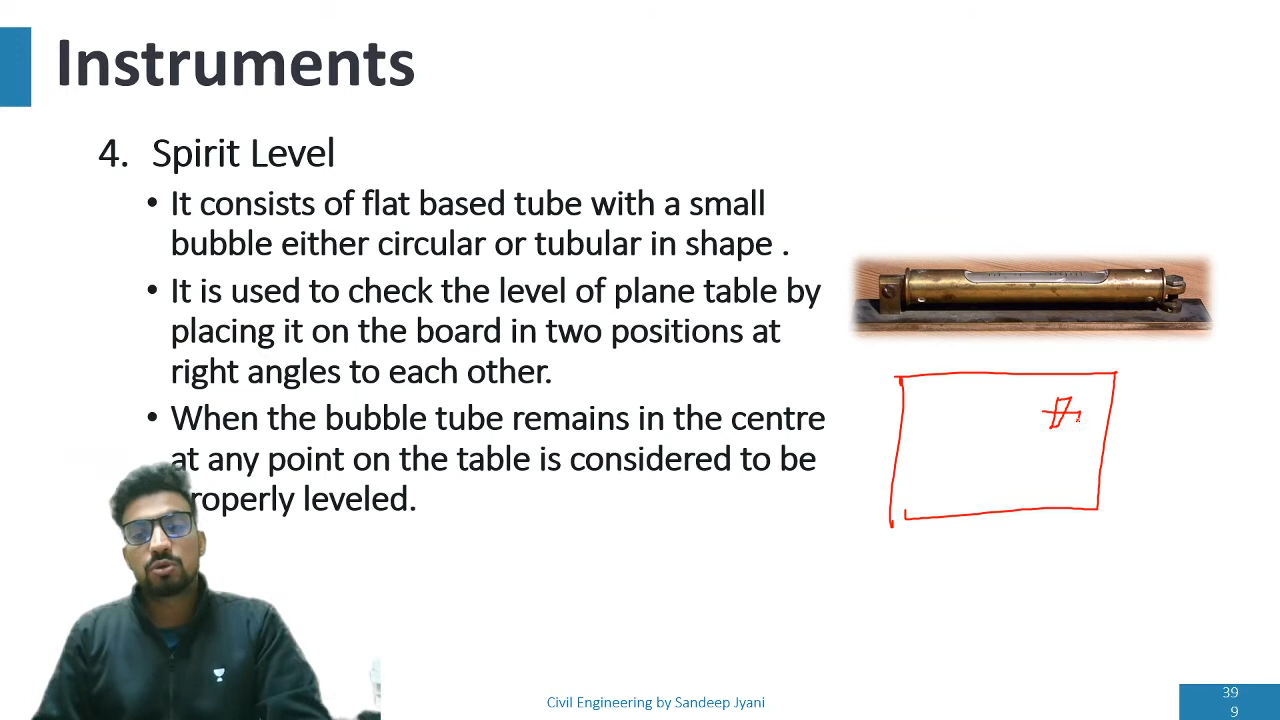 Instruments
4. Spirit Level
• It consists of flat based tube with a small
bubble either circular or tubular in shape .
• It is used to check the level of plane table by
placing it on the board in two positions at
right angles to each other.
• When the bubble tube remains in the centre
at any point on the table is considered to be
properly leveled.
Civil Engineering by Sandeep Jyani
39
9